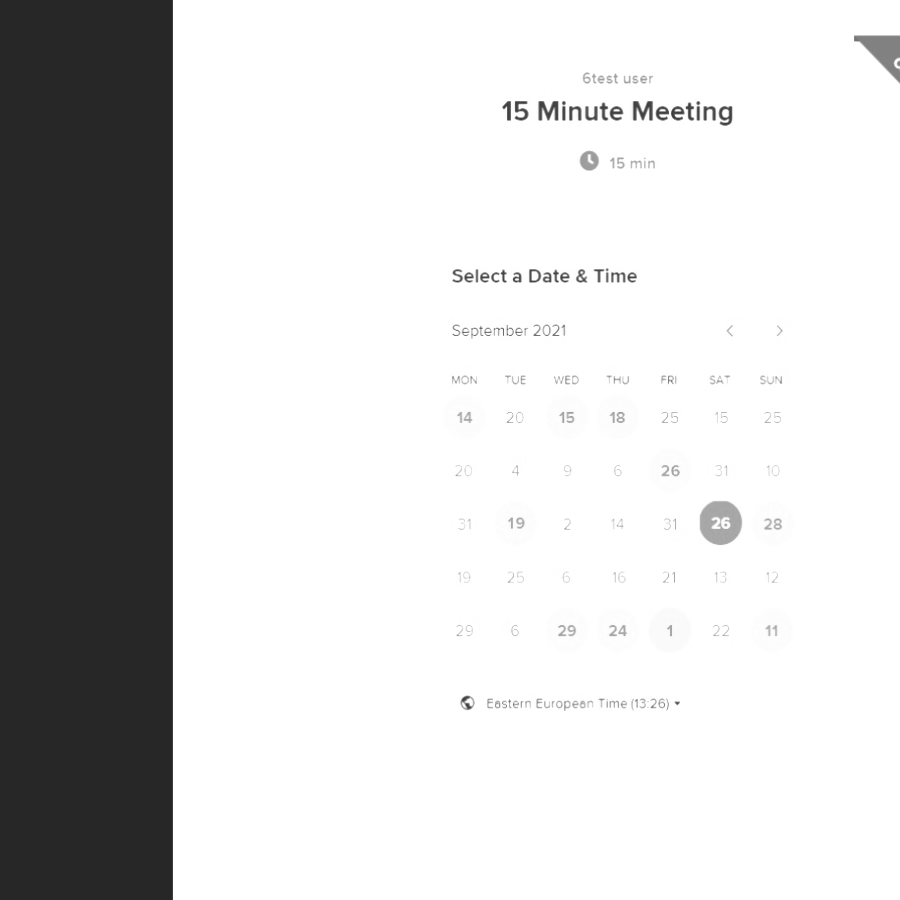 6test user
15 Minute Meeting
15 min
Select a Date & Time
September 2021
MON TUE WED THU FRI SAT SUN
14 20 15 18 25 15 25
20 4 9 6 26 31 10
31 19 2 14 31 26 28
19 25 6 16 21 13 12
29 6 29 24 1 22 11
Eastern European Time (13:26)